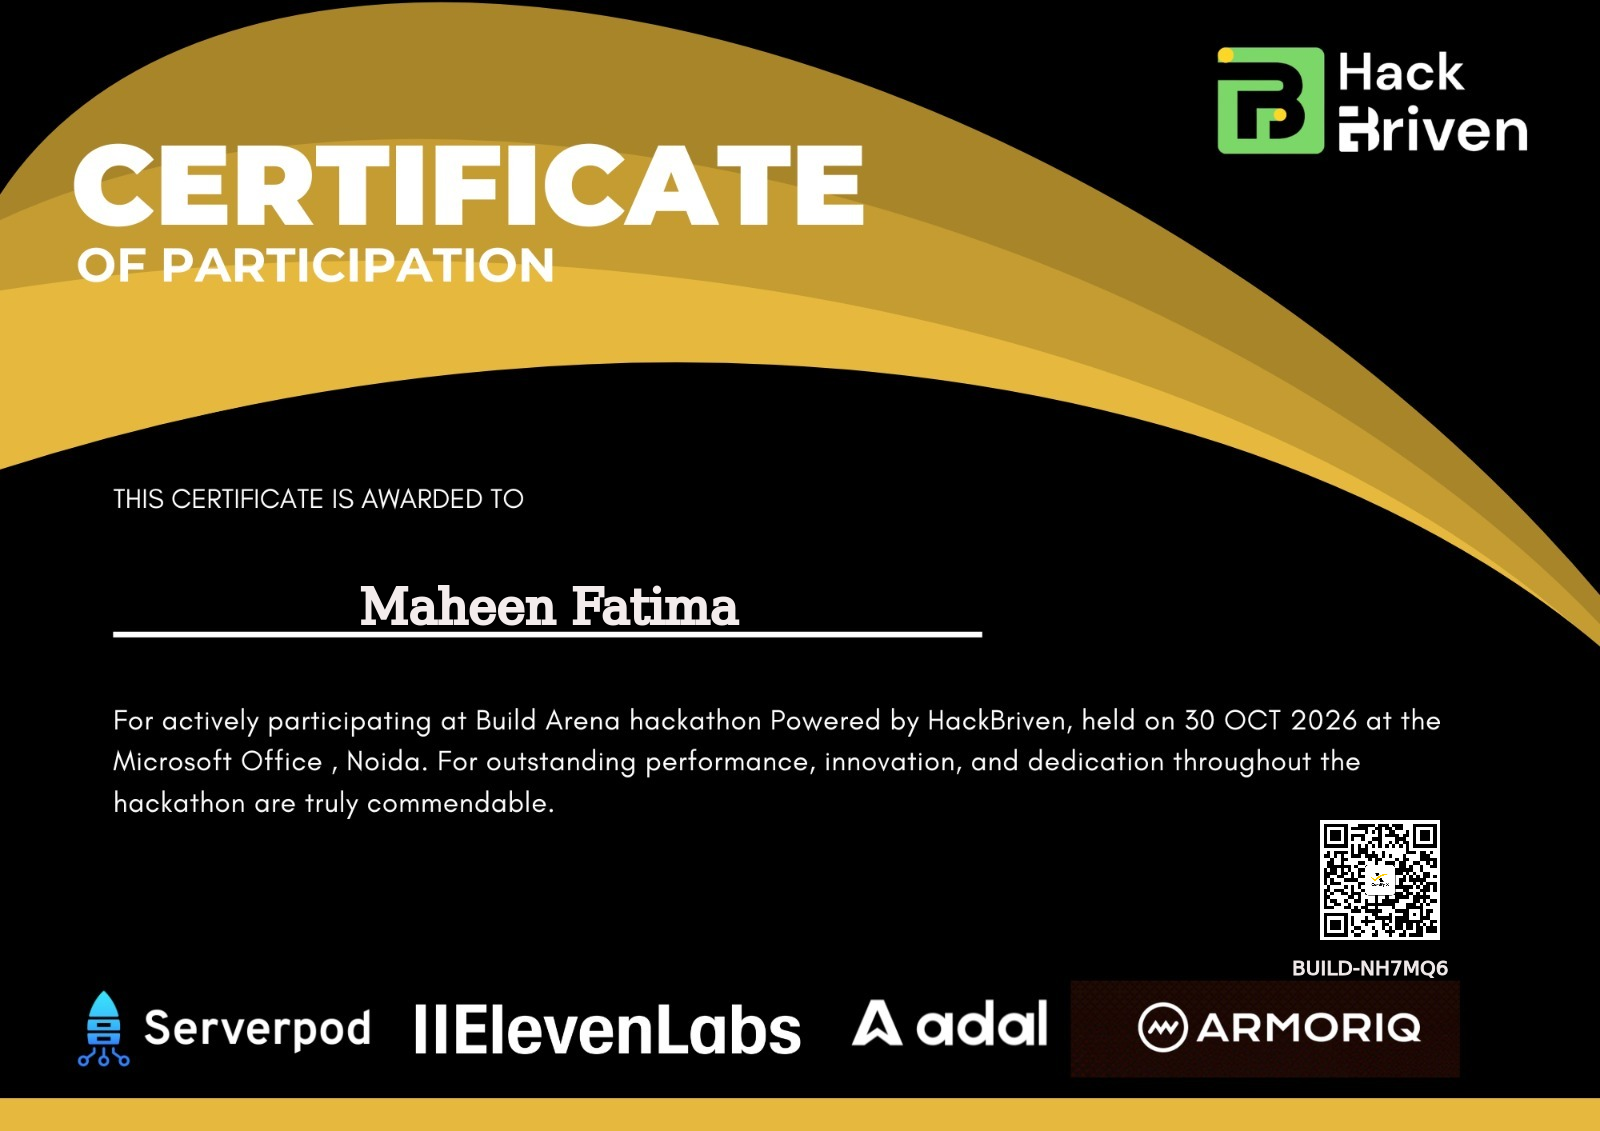 Hack
Briven
CERTIFICATE
OF PARTICIPATION
THIS CERTIFICATE IS AWARDED TO
Maheen Fatima
For actively participating at Build Arena hackathon Powered by HackBriven, held on 30 OCT 2026 at the
Microsoft Office , Noida. For outstanding performance, innovation, and dedication throughout the
hackathon are truly commendable.
BUILD-NH7MQ6
Serverpod
IIElevenLabs
adal
ARMORIQ